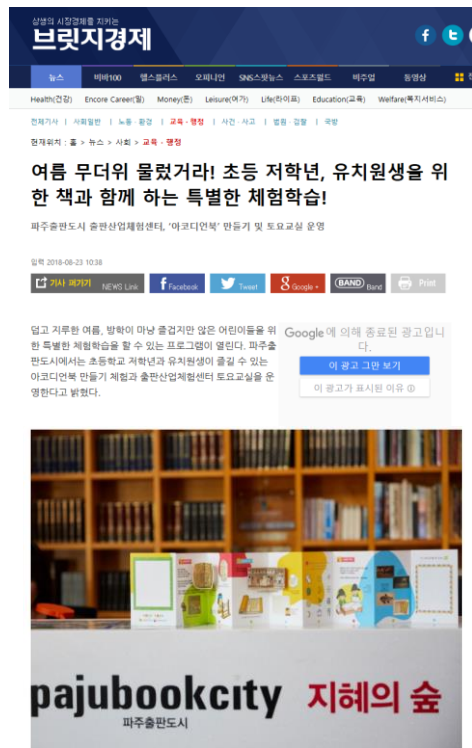 상생의 시장경제를 지키는
브릿지경제
뉴스 비바100 헬스플러스 오피니언 SNS스팟뉴스 스포츠월드 비주얼 동영상
Health(건강) Encore Career(일) Money(돈) Leisure(여가) Life(라이프) Education(교육) Welfare(복지서비스)
전체기사 | 사회일반 | 노동·환경 | 교육·행정 | 사건·사고 | 법원·검찰 | 국방
현재위치 : 홈 > 뉴스 > 사회 > 교육·행정
여름 무더위 물렀거라! 초등 저학년, 유치원생을 위
한 책과 함께 하는 특별한 체험학습!
파주출판도시 출판산업체험센터, '아코디언북' 만들기 및 토요교실 운영
입력 2018-06-23 10:38
기사 퍼가기 NEWS Link Facebook Tweet Google + BAND Band Print
덥고 지루한 여름, 방학이 마냥 즐겁지만 않은 어린이들을 위
한 특별한 체험학습을 할 수 있는 프로그램이 열린다. 파주출
판도시에서는 초등학교 저학년과 유치원생이 즐길 수 있는
아코디언북 만들기 체험과 출판산업체험센터 토요교실을 운
영한다고 밝혔다.
Google에 의해 종료된 광고입니
다.
이 광고 그만 보기
이 광고가 표시된 이유
pajubookcity 지혜의 숲
파주출판도시